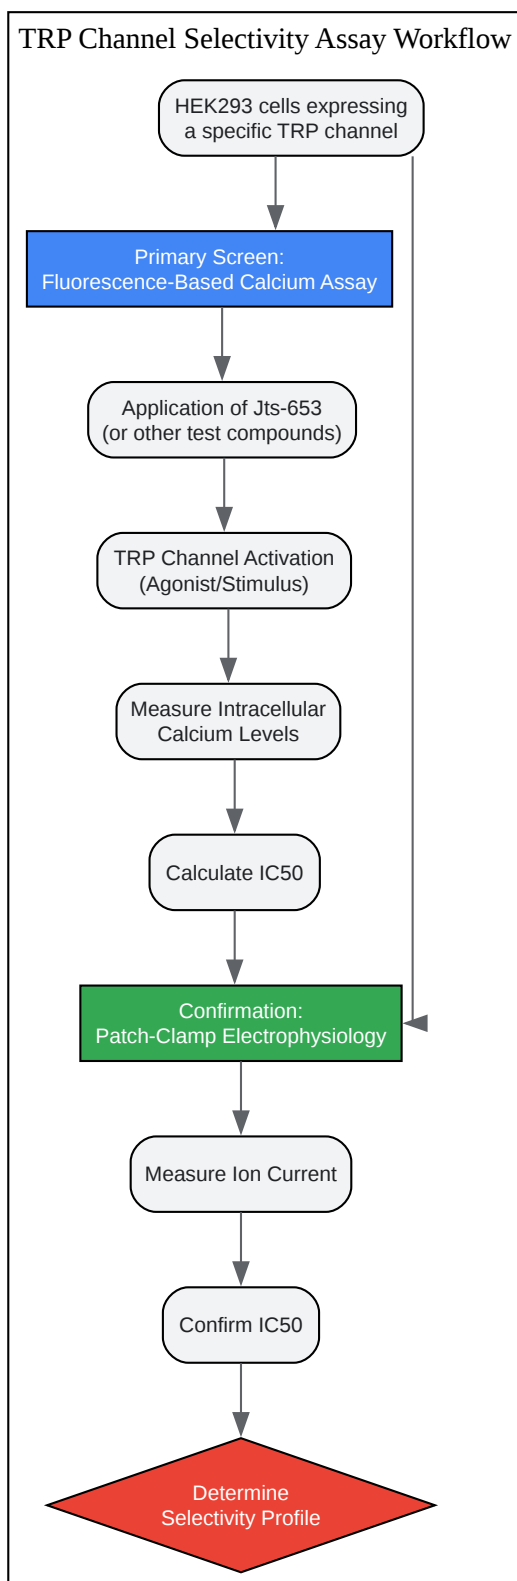 TRP Channel Selectivity Assay Workflow
HEK293 cells expressing
a specific TRP channel
Primary Screen:
Fluorescence-Based Calcium Assay
Application of Jts-653
(or other test compounds)
TRP Channel Activation
(Agonist/Stimulus)
Measure Intracellular
Calcium Levels
Calculate IC50
Confirmation:
Patch-Clamp Electrophysiology
Measure Ion Current
Confirm IC50
Determine
Selectivity Profile